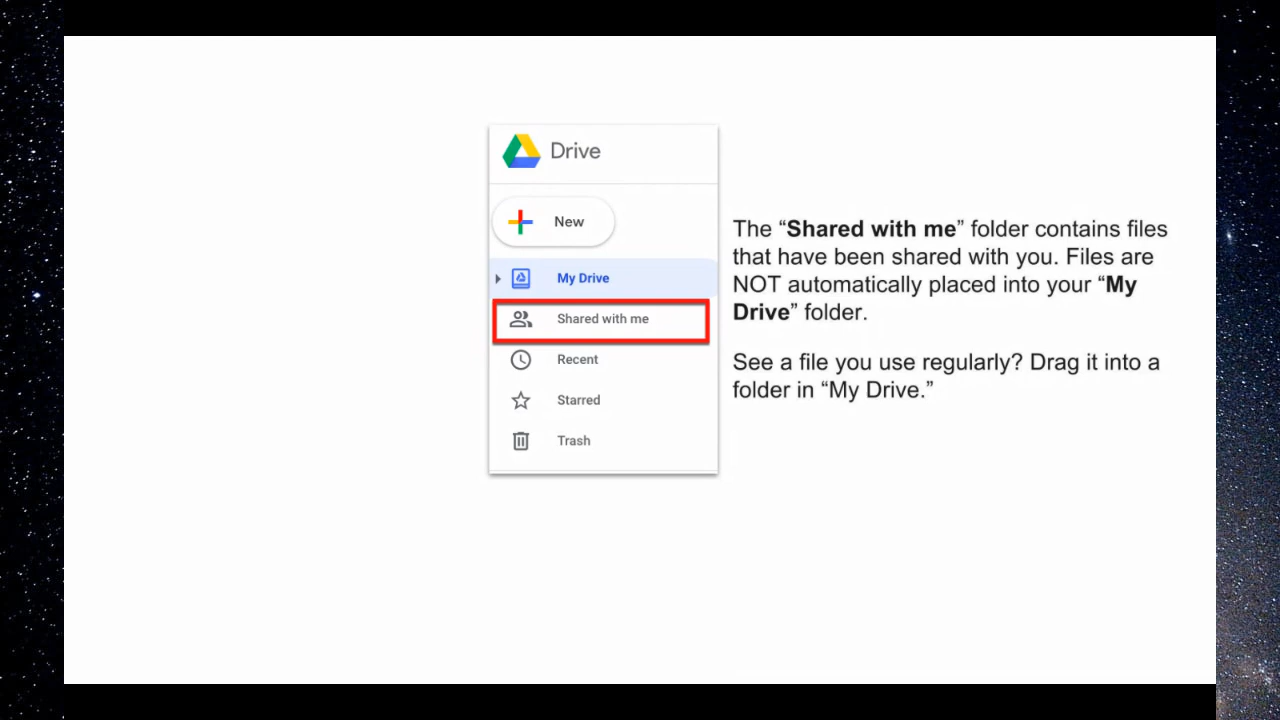 Drive
New
My Drive
Shared with me
Recent
Starred
Trash
The “Shared with me” folder contains files
that have been shared with you. Files are
NOT automatically placed into your “My
Drive” folder.
See a file you use regularly? Drag it into a
folder in “My Drive.”